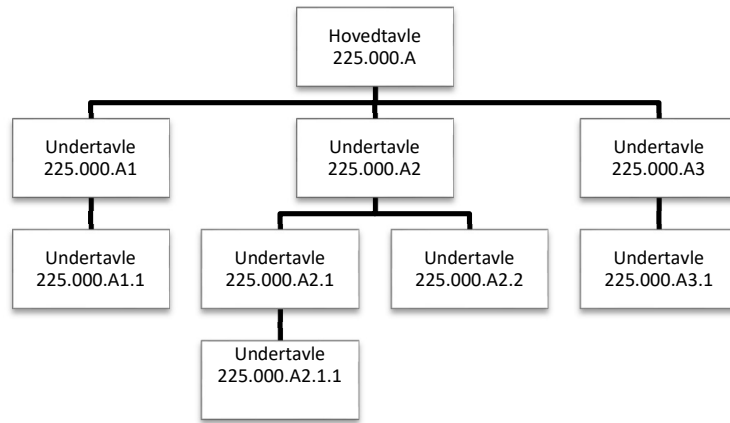 Hovedtavle
225.000.A
Undertavle
225.000.A1
Undertavle
225.000.A2
Undertavle
225.000.A3
Undertavle
225.000.A1.1
Undertavle
225.000.A2.1
Undertavle
225.000.A2.2
Undertavle
225.000.A3.1
Undertavle
225.000.A2.1.1